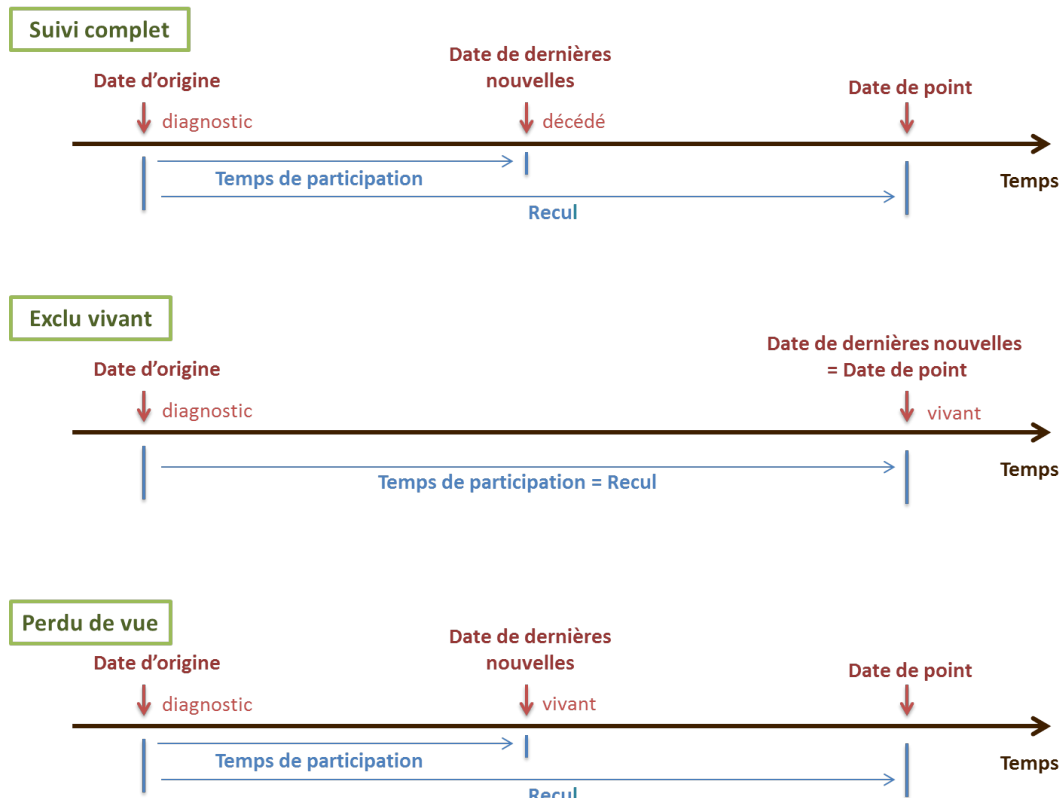 Suivi complet
Date de dernières
nouvelles
Date d'origine
Date de point
diagnostic
décédé
Temps de participation
Temps
Recul
Exclu vivant
Date de dernières nouvelles
= Date de point
Date d'origine
diagnostic
vivant
Temps
Temps de participation = Recul
Perdu de vue
Date de dernières
nouvelles
Date d'origine
Date de point
diagnostic
vivant
Temps de participation
Temps
Recul